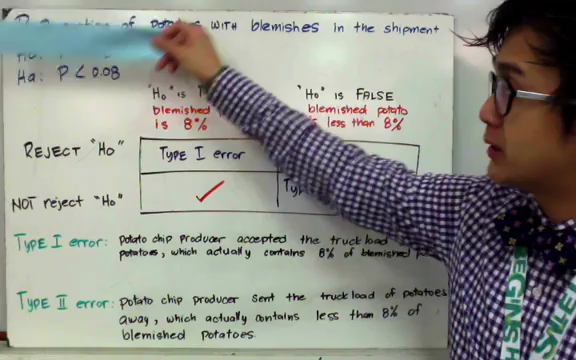 of potatoes WITH blemishes in the shipment
Ha: P < 0.08
"Ho" is
blemished
is 8%
"Ho" is FALSE
blemished potato
is less than 8%
REJECT "Ho"
TYPE I error
NOT reject "Ho"
✓
TYPE I error: potato chip producer accepted the truckload
potatoes, which actually contains 8% of blemished
TYPE II error: potato chip producer sent the truckload of potatoes
away, which actually contains less than 8% of
blemished potatoes.